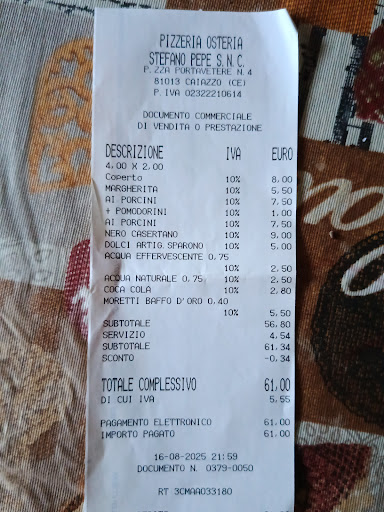 PIZZERIA OSTERIA
STEFANO PEPE S.N.C.
P.ZZA PORTAVETERE N.4
81013 CAIAZZO (CE)
P.IVA 02322210614
DOCUMENTO COMMERCIALE
DI VENDITA O PRESTAZIONE
DESCRIZIONE IVA EURO
4,00 X 2,00
Coperto 10% 8,00
MARGHERITA 10% 5,50
AI PORCINI 10% 7,50
+ POMODORINI 10% 1,00
AI PORCINI 10% 7,50
NERO CASERTANO 10% 9,00
DOLCI ARTIG.SPARONO 10% 5,00
ACQUA EFFERVESCENTE 0,75
10% 2,50
ACQUA NATURALE 0,75 10% 2,50
COCA COLA 10% 2,80
MORETTI BAFFO D'ORO 0,40
10% 5,50
SUBTOTALE 56,80
SERVIZIO 4,54
SUBTOTALE 61,34
SCONTO -0,34
TOTALE COMPLESSIVO 61,00
DI CUI IVA 5,55
PAGAMENTO ELETTRONICO 61,00
IMPORTO PAGATO 61,00
16-08-2025 21:59
DOCUMENTO N. 0379-0050
RT 3CMAA033180